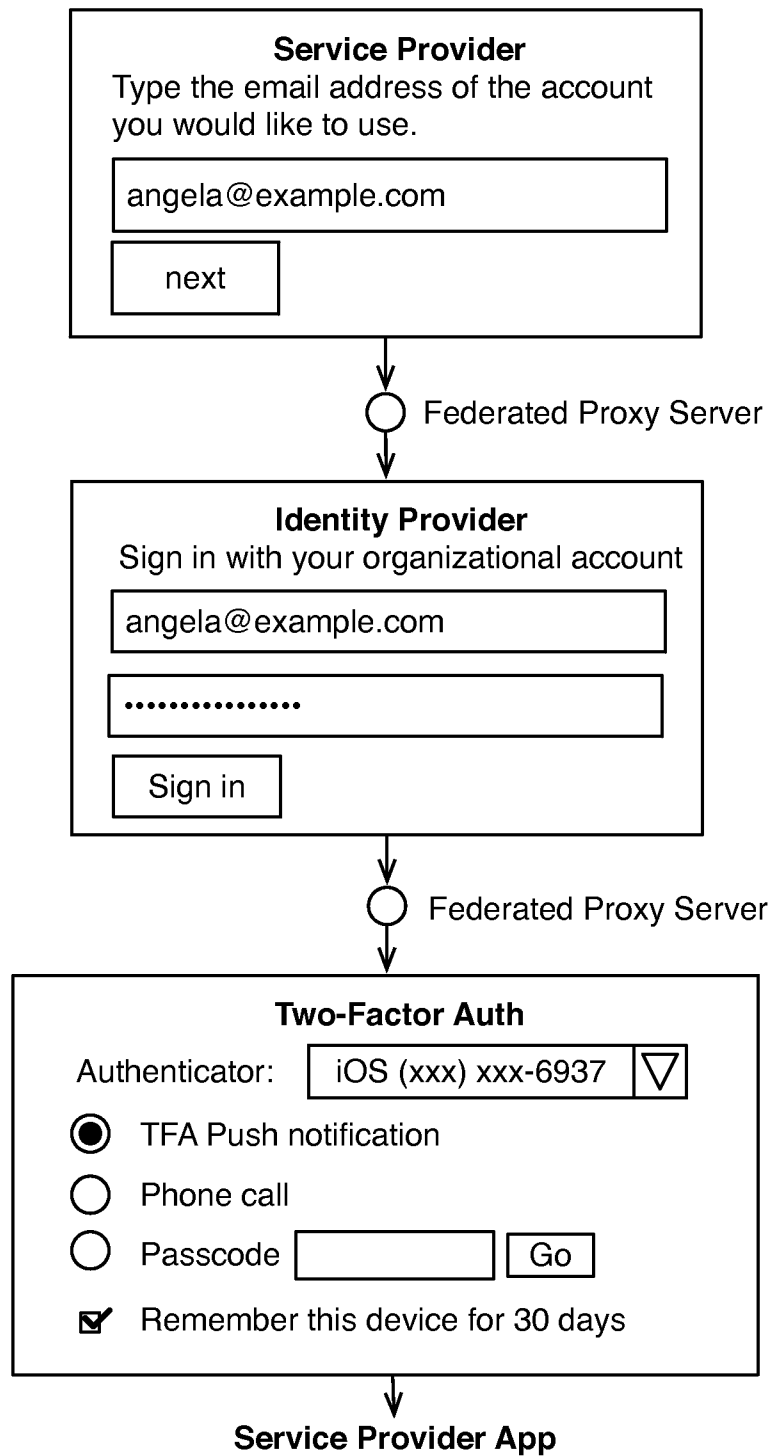 Service Provider
Type the email address of the account
you would like to use.
angela@example.com
next
Federated Proxy Server
Identity Provider
Sign in with your organizational account
angela@example.com
••••••••••••••••
Sign in
Federated Proxy Server
Two-Factor Auth
Authenticator: iOS (xxx) xxx-6937
TFA Push notification
Phone call
Passcode Go
Remember this device for 30 days
Service Provider App